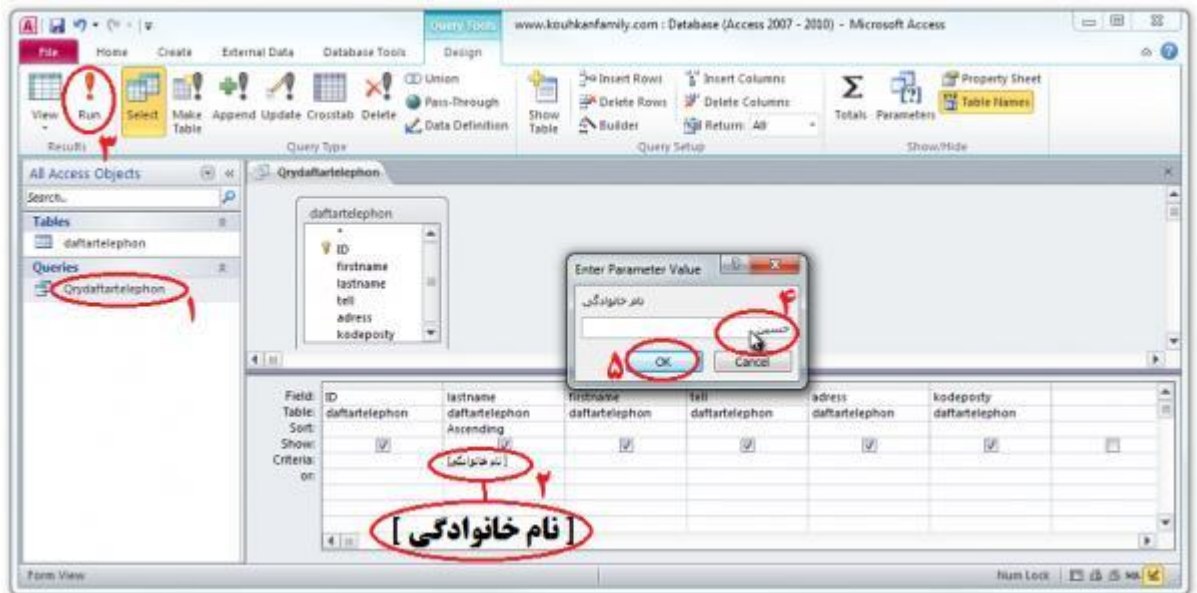 Query Tools www.kouhkanfamily.com : Database (Access 2007 - 2010) - Microsoft Access
File Home Create External Data Database Tools Design
View Run Select Make Table Append Update Crosstab Delete
Union
Pass-Through
Data Definition
Show Table
Insert Rows
Delete Rows
Builder
Insert Columns
Delete Columns
Return: All
Totals Parameters
Property Sheet
Table Names
Results Query Type Query Setup Show/Hide
۳
All Access Objects
Search...
Tables
daftartelephon
Queries
Qrydaftartelephon
۱
Qrydaftartelephon
daftartelephon
*
ID
firstname
lastname
tell
adress
kodeposty
Enter Parameter Value
نام خانوادگی
۴
حسینی
۵
OK Cancel
Field: ID lastname firstname tell adress kodeposty
Table: daftartelephon daftartelephon daftartelephon daftartelephon daftartelephon daftartelephon
Sort: Ascending
Show:
Criteria: [نام خانوادگی]
or:
۲
[ نام خانوادگی ]
Form View Num Lock SQL